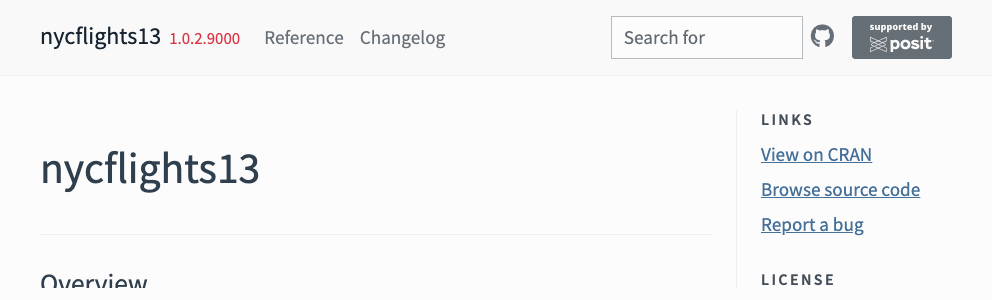 nycflights13 1.0.2.9000 Reference Changelog Search for supported by posit
nycflights13
Overview
LINKS
View on CRAN
Browse source code
Report a bug
LICENSE